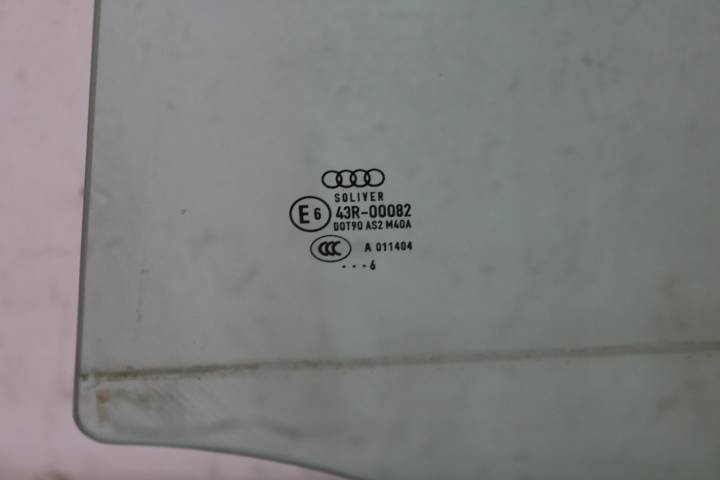 SOLIVER
E6 43R-00082
DOT90 AS2 M40A
CCC A 011404
...6